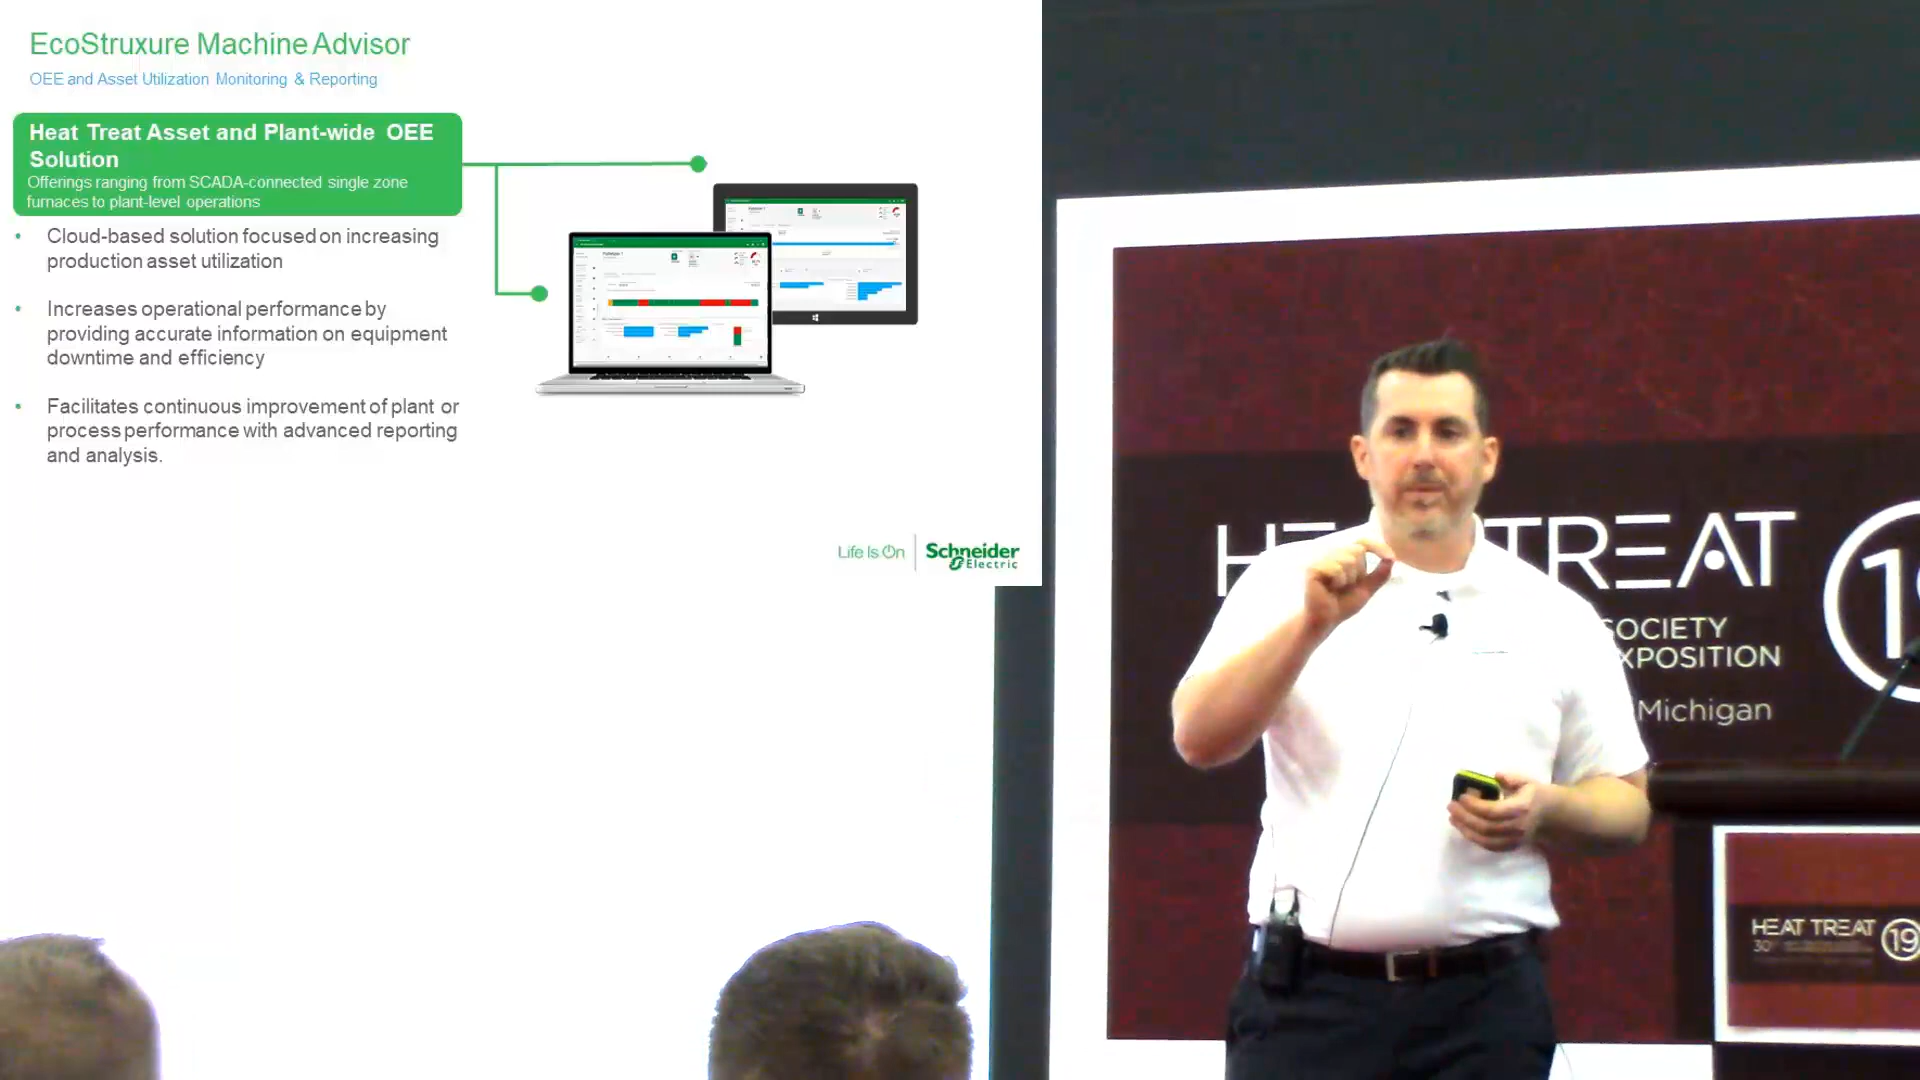 EcoStruxure Machine Advisor
OEE and Asset Utilization Monitoring & Reporting
Heat Treat Asset and Plant-wide OEE
Solution
Offerings ranging from SCADA-connected single zone
furnaces to plant-level operations
• Cloud-based solution focused on increasing
production asset utilization
• Increases operational performance by
providing accurate information on equipment
downtime and efficiency
• Facilitates continuous improvement of plant or
process performance with advanced reporting
and analysis.
Life Is On
Schneider
Electric
TREAT
SOCIETY
XPOSITION
Michigan
HEAT TREAT 19
30